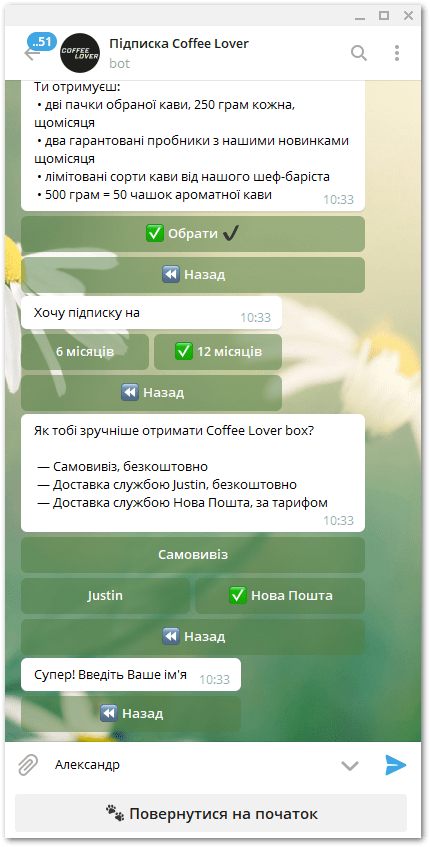 ..51
COFFEE
LOVER
Підписка Coffee Lover
bot
Ти отримуєш:
• дві пачки обраної кави, 250 грам кожна,
щомісяця
• два гарантовані пробники з нашими новинками
щомісяця
• лімітовані сорти кави від нашого шеф-баріста
• 500 грам = 50 чашок ароматної кави
10:33
✅ Обрати ✔
⏪ Назад
Хочу підписку на
10:33
6 місяців
✅ 12 місяців
⏪ Назад
Як тобі зручніше отримати Coffee Lover box?
— Самовивіз, безкоштовно
— Доставка службою Justin, безкоштовно
— Доставка службою Нова Пошта, за тарифом
10:33
Самовивіз
Justin
✅ Нова Пошта
⏪ Назад
Супер! Введіть Ваше ім'я
10:33
⏪ Назад
Александр
🐾 Повернутися на початок